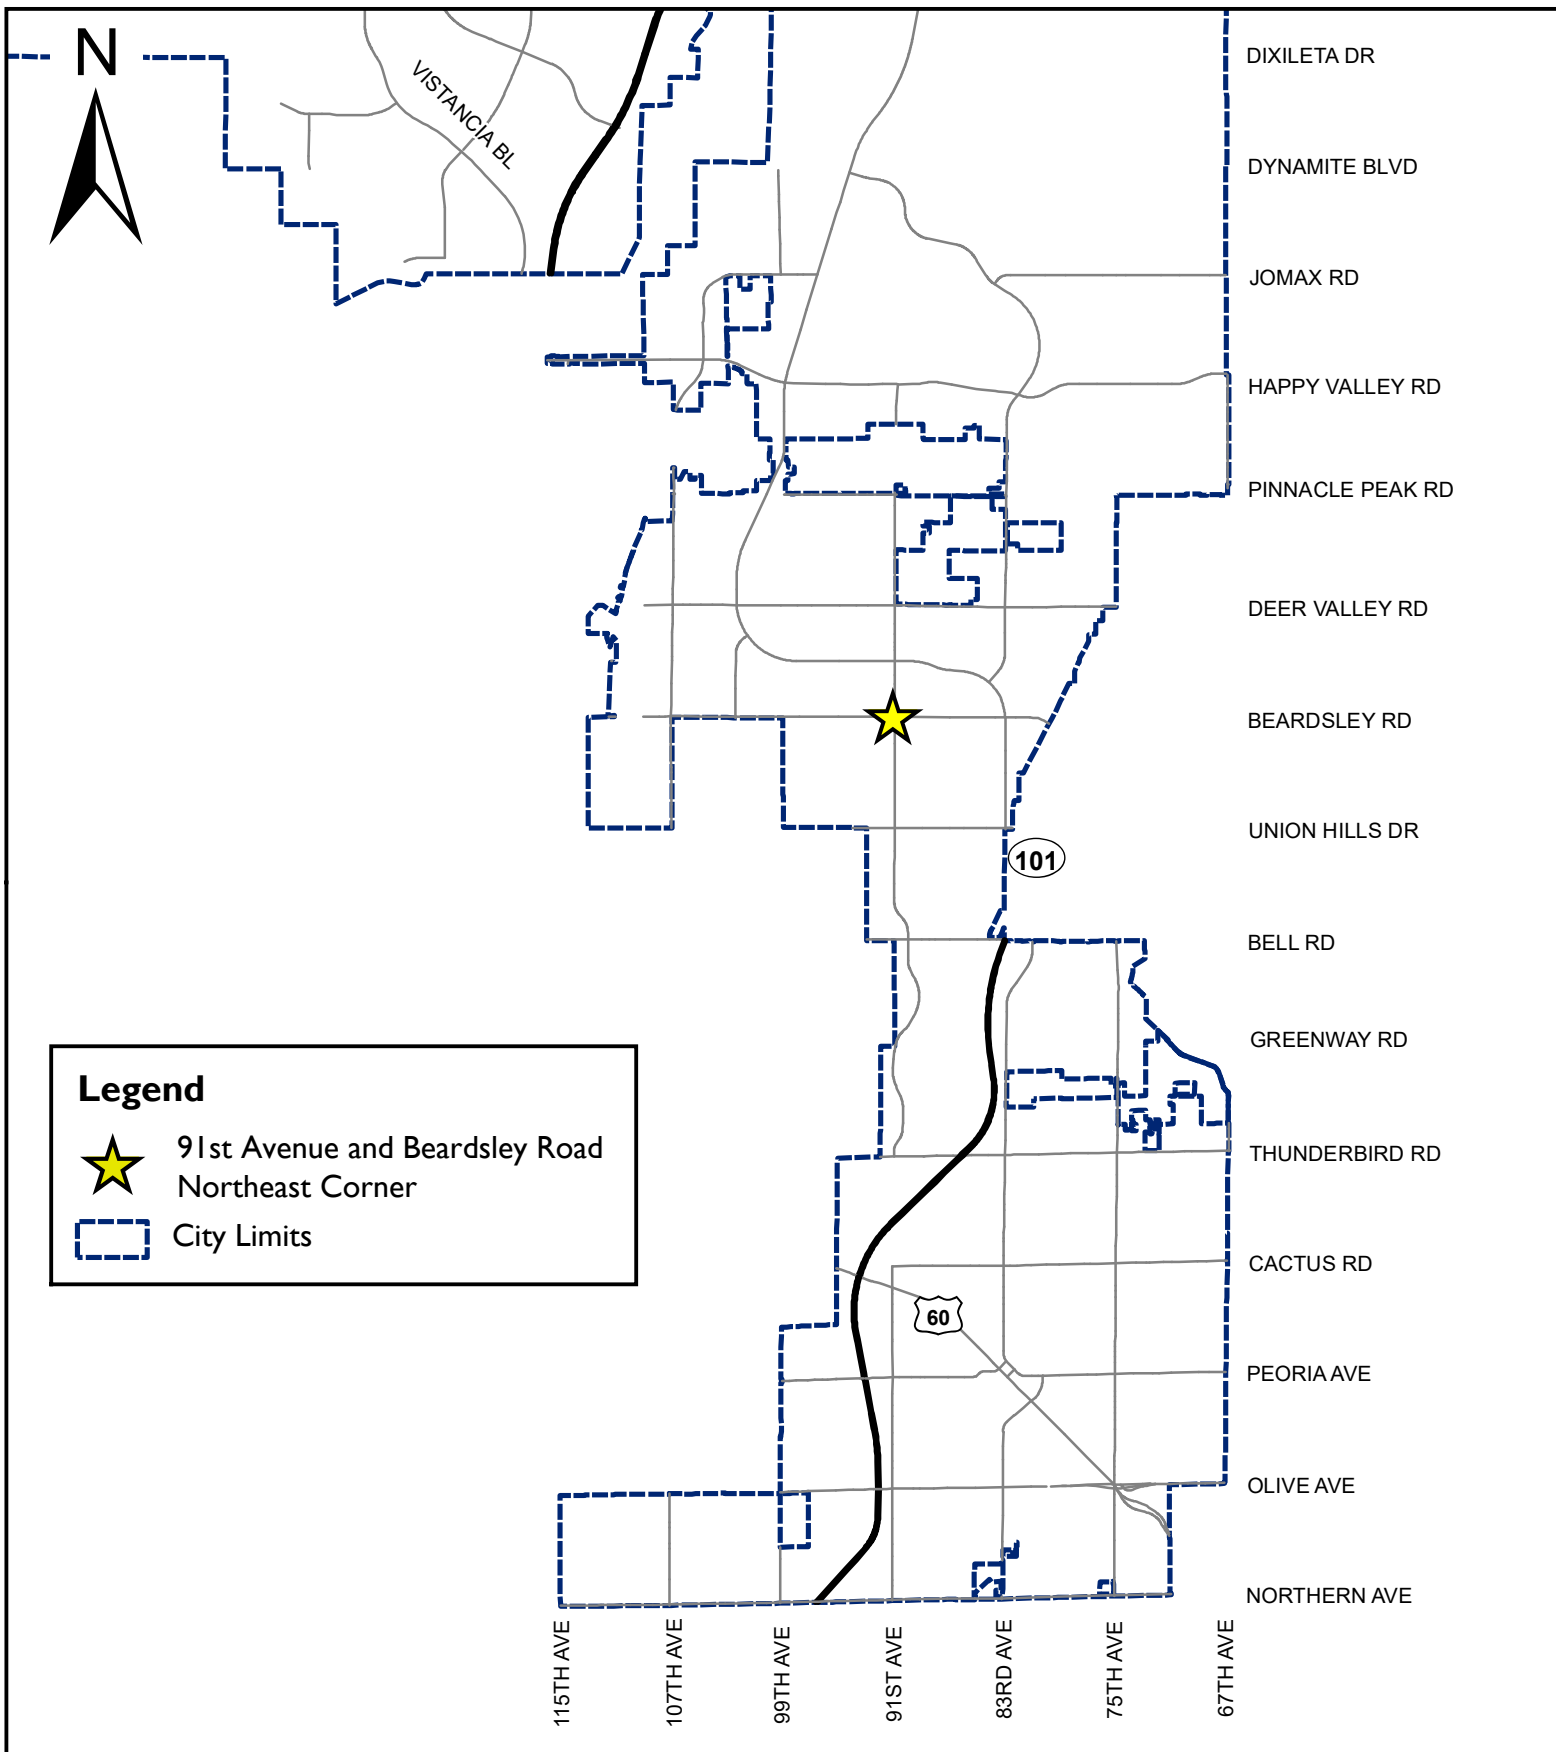 N
VISTANCIA BL
DIXILETA DR
DYNAMITE BLVD
JOMAX RD
HAPPY VALLEY RD
PINNACLE PEAK RD
DEER VALLEY RD
BEARDSLEY RD
UNION HILLS DR
101
BELL RD
GREENWAY RD
THUNDERBIRD RD
CACTUS RD
60
PEORIA AVE
OLIVE AVE
NORTHERN AVE
Legend
91st Avenue and Beardsley Road
Northeast Corner
City Limits
115TH AVE
107TH AVE
99TH AVE
91ST AVE
83RD AVE
75TH AVE
67TH AVE